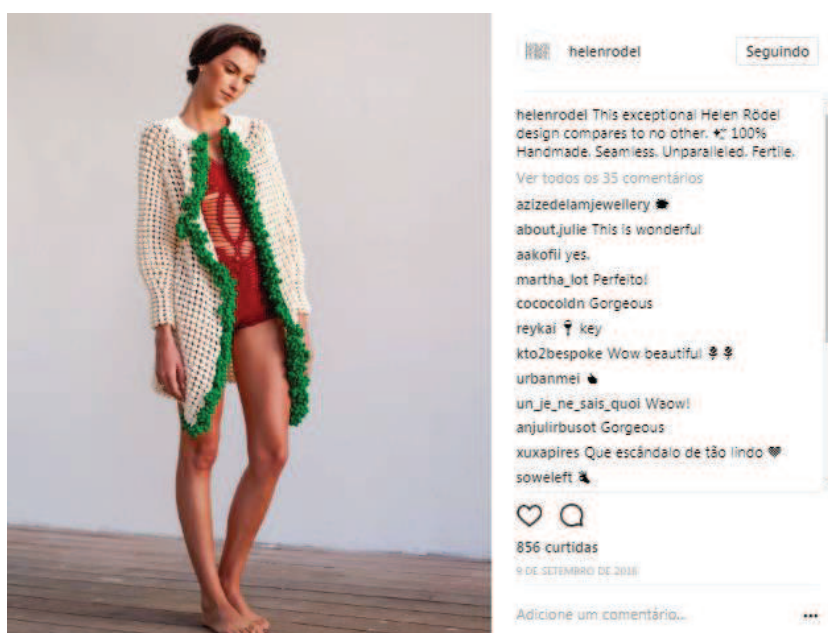 helenrodel Seguindo
helenrodel This exceptional Helen Rödel
design compares to no other. 100%
Handmade. Seamless. Unparalleled. Fertile.
Ver todos os 35 comentários
azizedelamjewellery
about.julie This is wonderful
aakofii yes.
martha_lot Perfeito!
cococoldn Gorgeous
reykai key
kto2bespoke Wow beautiful
urbanmei
un_je_ne_sais_quoi Waow!
anjulirbusot Gorgeous
xuxapires Que escândalo de tão lindo
soweleft
856 curtidas
9 DE SETEMBRO DE 2016
Adicione um comentário...